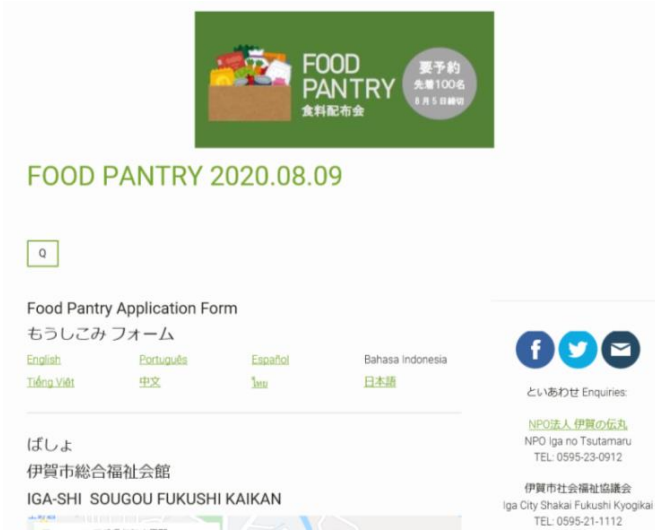 FOOD
PANTRY
食料配布会
要予約
先着100名
8月5日締切
FOOD PANTRY 2020.08.09
Q
Food Pantry Application Form
もうしこみ フォーム
English Português Español Bahasa Indonesia
Tiếng Việt 中文 ไทย 日本語
ばしょ
伊賀市総合福祉会館
IGA-SHI SOUGOU FUKUSHI KAIKAN
といあわせ Enquiries:
NPO法人 伊賀の伝丸
NPO Iga no Tsutamaru
TEL: 0595-23-0912
伊賀市社会福祉協議会
Iga City Shakai Fukushi Kyogikai
TEL: 0595-21-1112